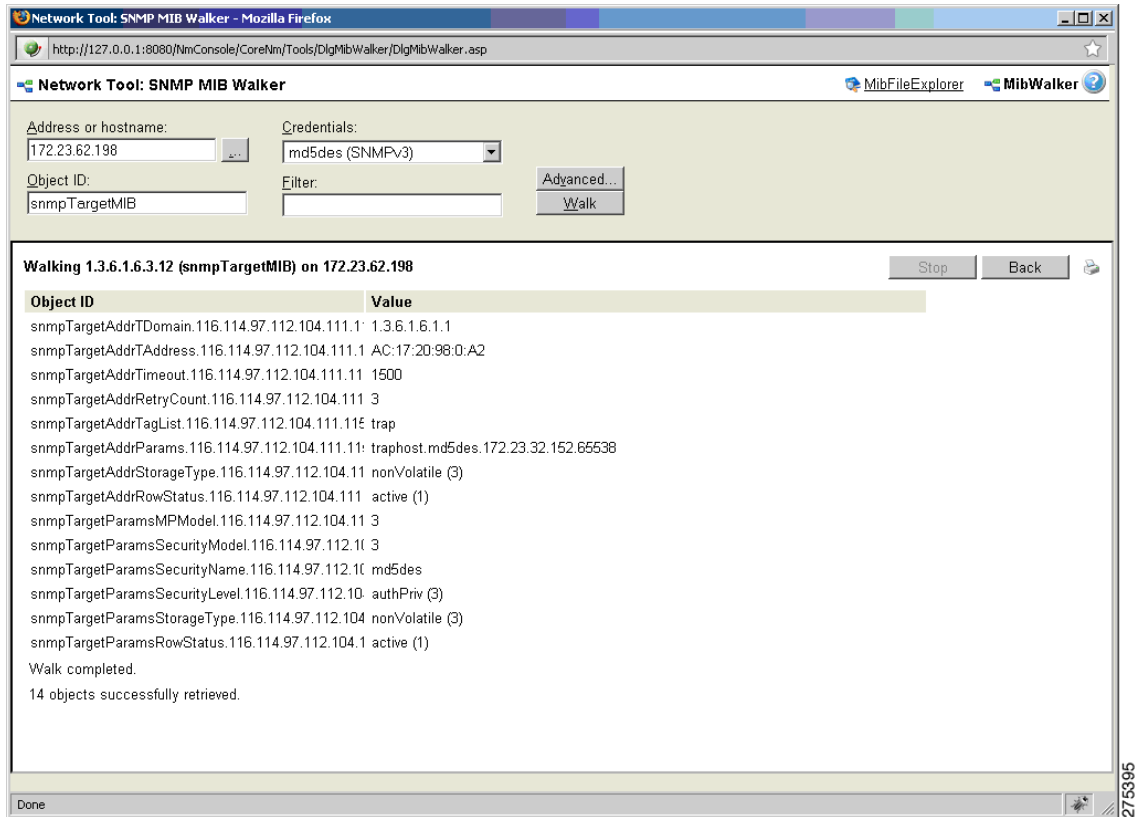 Network Tool: SNMP MIB Walker - Mozilla Firefox
http://127.0.0.1:8080/NmConsole/CoreNm/Tools/DlgMibWalker/DlgMibWalker.asp
Network Tool: SNMP MIB Walker MibFileExplorer MibWalker ?
Address or hostname: Credentials:
172.23.62.198 ... md5des (SNMPv3)
Object ID: Filter: Advanced...
snmpTargetMIB Walk
Walking 1.3.6.1.6.3.12 (snmpTargetMIB) on 172.23.62.198 Stop Back
Object ID Value
snmpTargetAddrTDomain.116.114.97.112.104.111.1 1.3.6.1.6.1.1
snmpTargetAddrTAddress.116.114.97.112.104.111.1 AC:17:20:98:0:A2
snmpTargetAddrTimeout.116.114.97.112.104.111.11 1500
snmpTargetAddrRetryCount.116.114.97.112.104.111 3
snmpTargetAddrTagList.116.114.97.112.104.111.115 trap
snmpTargetAddrParams.116.114.97.112.104.111.11 traphost.md5des.172.23.32.152.65538
snmpTargetAddrStorageType.116.114.97.112.104.11 nonVolatile (3)
snmpTargetAddrRowStatus.116.114.97.112.104.111 active (1)
snmpTargetParamsMPModel.116.114.97.112.104.11 3
snmpTargetParamsSecurityModel.116.114.97.112.1( 3
snmpTargetParamsSecurityName.116.114.97.112.1( md5des
snmpTargetParamsSecurityLevel.116.114.97.112.10 authPriv (3)
snmpTargetParamsStorageType.116.114.97.112.104 nonVolatile (3)
snmpTargetParamsRowStatus.116.114.97.112.104.1 active (1)
Walk completed.
14 objects successfully retrieved.
Done
275395